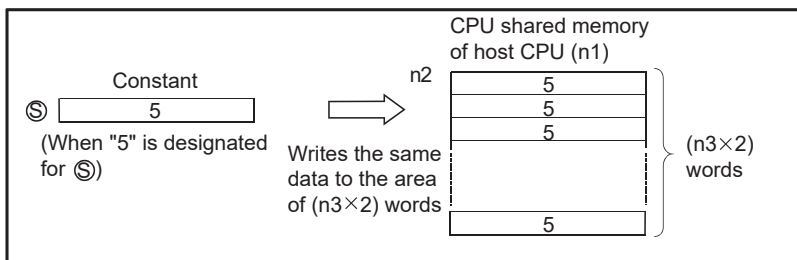 CPU shared memory
of host CPU (n1)
Constant
n2
Ⓢ 5
(When "5" is designated
for Ⓢ)
Writes the same
data to the area
of (n3×2) words
5
5
5
5
(n3×2)
words